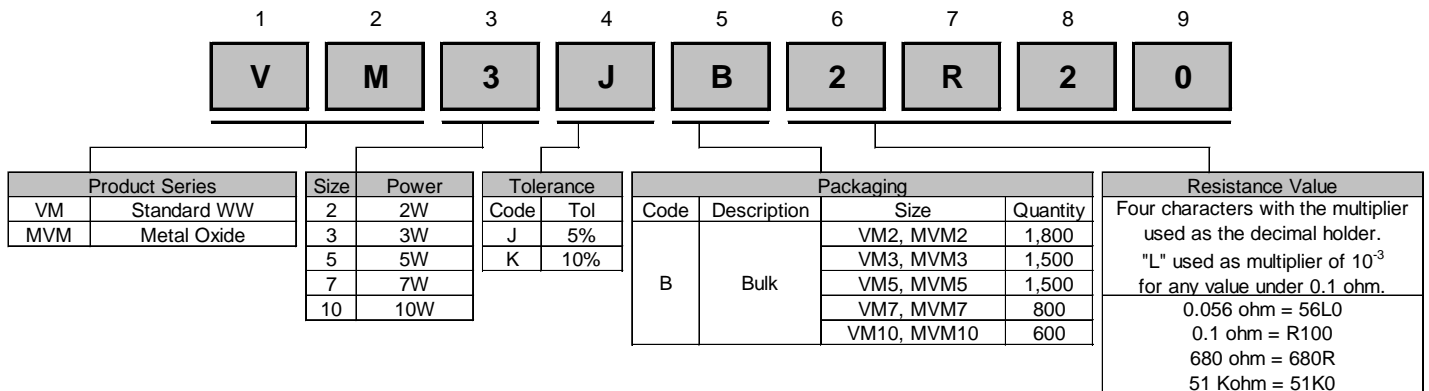 1 2 3 4 5 6 7 8 9
V M 3 J B 2 R 2 0
Product Series
VM Standard WW
MVM Metal Oxide
Size Power
2 2W
3 3W
5 5W
7 7W
10 10W
Tolerance
Code Tol
J 5%
K 10%
Packaging
Code Description Size Quantity
B Bulk
VM2, MVM2 1,800
VM3, MVM3 1,500
VM5, MVM5 1,500
VM7, MVM7 800
VM10, MVM10 600
Resistance Value
Four characters with the multiplier
used as the decimal holder.
"L" used as multiplier of 10⁻³
for any value under 0.1 ohm.
0.056 ohm = 56L0
0.1 ohm = R100
680 ohm = 680R
51 Kohm = 51K0